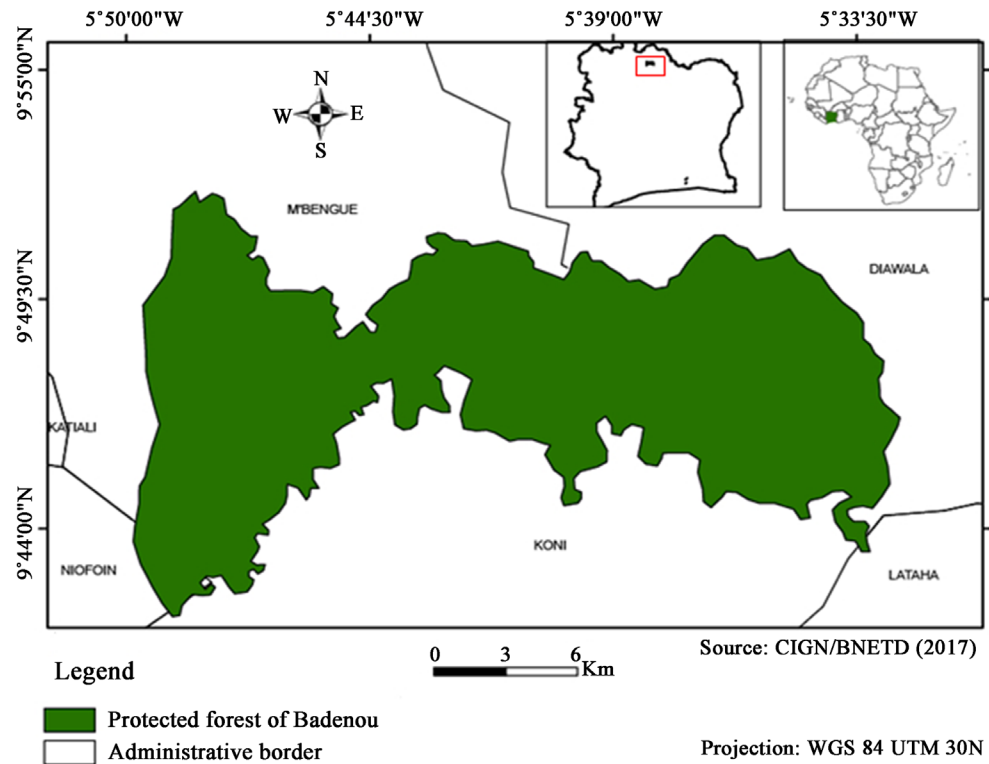 5°50'00"W 5°44'30"W 5°39'00"W 5°33'30"W
9°55'00"N
9°49'30"N
9°44'00"N
N
W E
S
M'BENGUE
DIAWALA
KATIALI
NIOFOIN
KONI
LATAHA
0 3 6
Km
Source: CIGN/BNETD (2017)
Legend
Protected forest of Badenou
Administrative border
Projection: WGS 84 UTM 30N